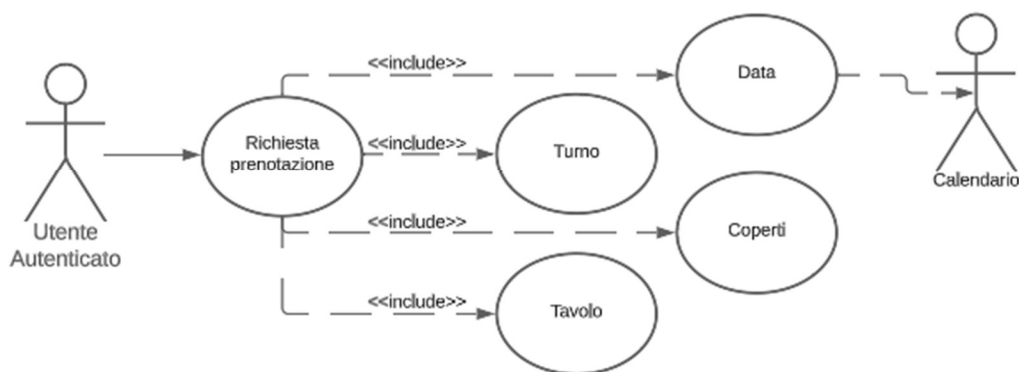 <<include>>
Data
Richiesta
prenotazione
<<include>>
Turno
Calendario
Utente
Autenticato
<<include>>
Coperti
<<include>>
Tavolo